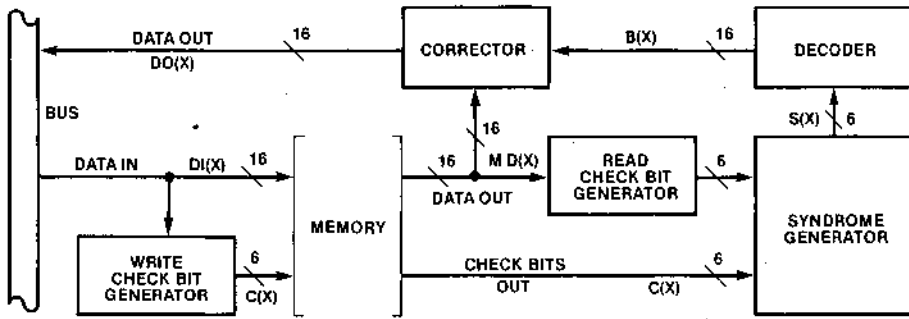 DATA OUT
DO(X)
16
CORRECTOR
B(X)
16
DECODER
BUS
16
S(X)
6
DATA IN
DI(X)
16
16
M D(X)
DATA OUT
READ
CHECK BIT
GENERATOR
6
MEMORY
SYNDROME
GENERATOR
WRITE
CHECK BIT
GENERATOR
6
C(X)
CHECK BITS
OUT
C(X)
6